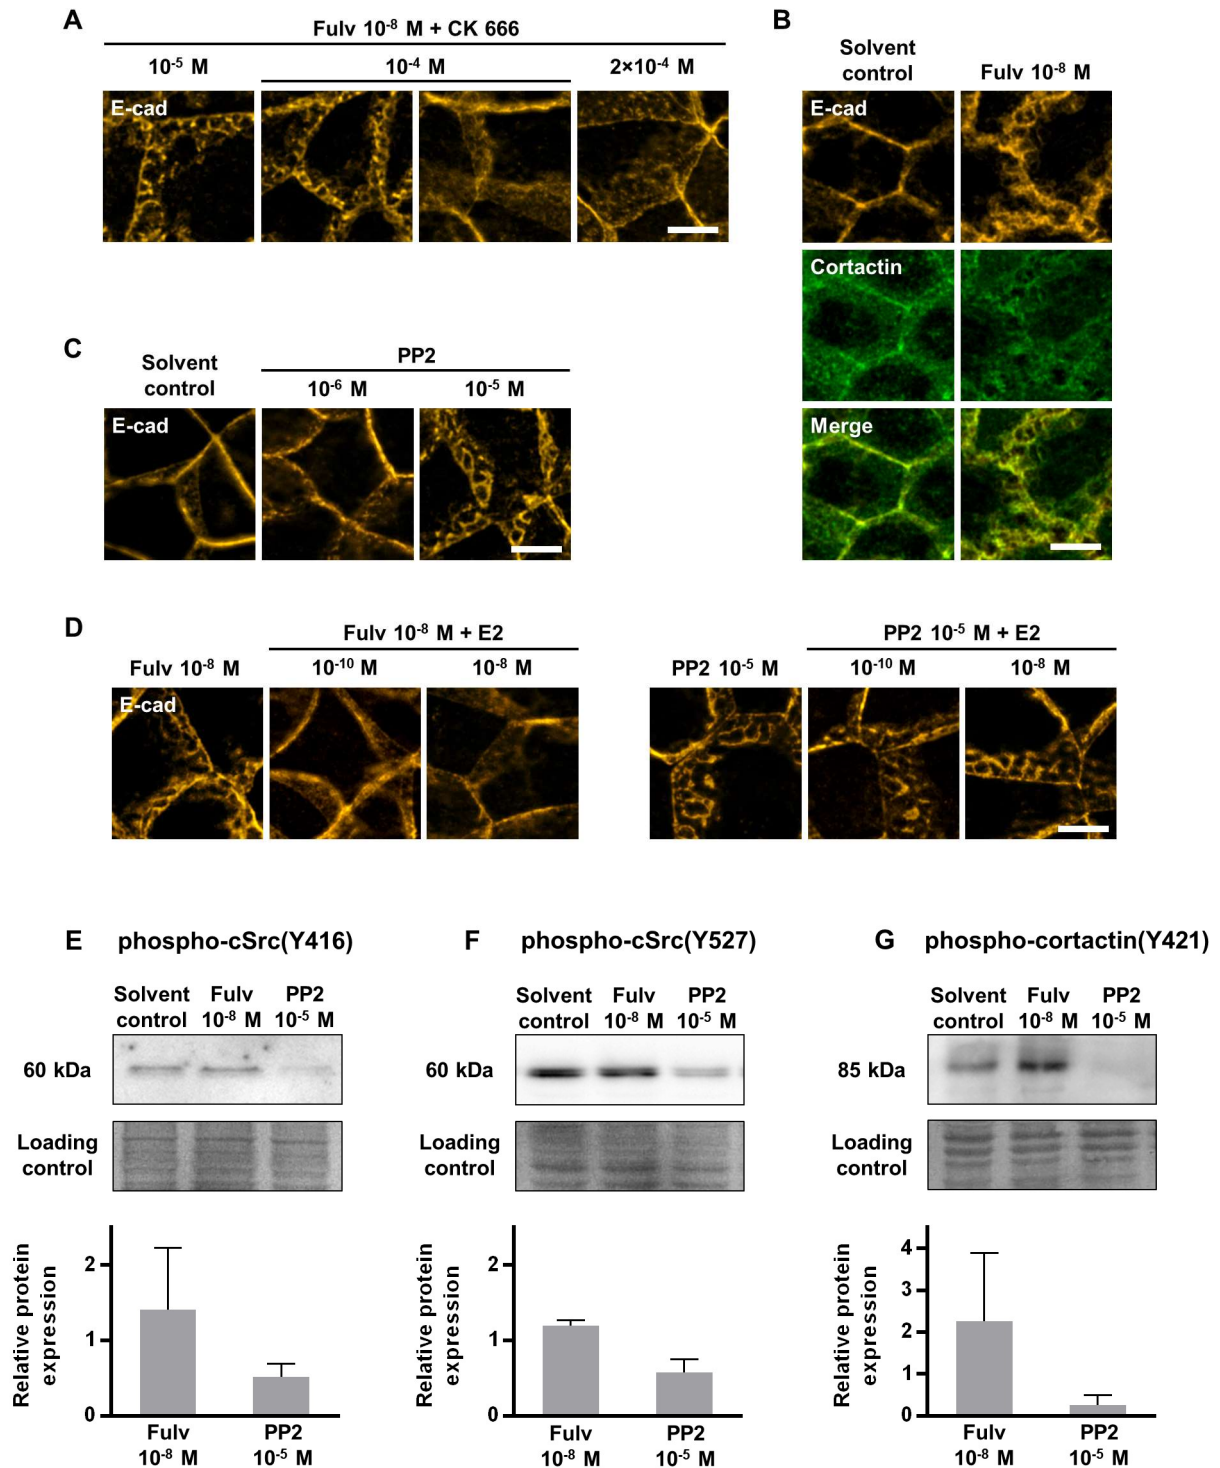 A
Fulv 10⁻⁸ M + CK 666
10⁻⁵ M
10⁻⁴ M
2×10⁻⁴ M
E-cad
B
Solvent
control
Fulv 10⁻⁸ M
E-cad
Cortactin
Merge
C
Solvent
control
PP2
10⁻⁶ M
10⁻⁵ M
E-cad
D
Fulv 10⁻⁸ M
Fulv 10⁻⁸ M + E2
10⁻¹⁰ M
10⁻⁸ M
E-cad
PP2 10⁻⁵ M
PP2 10⁻⁵ M + E2
10⁻¹⁰ M
10⁻⁸ M
E phospho-cSrc(Y416)
Solvent
control
Fulv
10⁻⁸ M
PP2
10⁻⁵ M
60 kDa
Loading
control
Relative protein
expression
2
1
0
Fulv
10⁻⁸ M
PP2
10⁻⁵ M
F phospho-cSrc(Y527)
Solvent
control
Fulv
10⁻⁸ M
PP2
10⁻⁵ M
60 kDa
Loading
control
Relative protein
expression
2
1
0
Fulv
10⁻⁸ M
PP2
10⁻⁵ M
G phospho-cortactin(Y421)
Solvent
control
Fulv
10⁻⁸ M
PP2
10⁻⁵ M
85 kDa
Loading
control
Relative protein
expression
4
3
2
1
0
Fulv
10⁻⁸ M
PP2
10⁻⁵ M